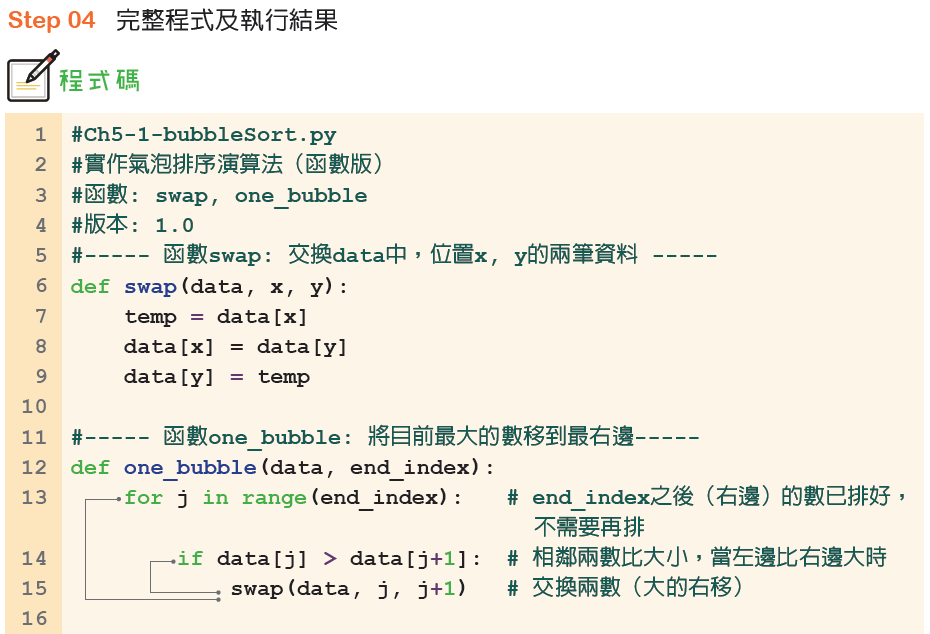 Step 04 完整程式及執行結果
程式碼
1 #Ch5-1-bubbleSort.py
2 #實作氣泡排序演算法（函數版）
3 #函數: swap, one_bubble
4 #版本: 1.0
5 #----- 函數swap: 交換data中，位置x, y的兩筆資料 -----
6 def swap(data, x, y):
7     temp = data[x]
8     data[x] = data[y]
9     data[y] = temp
10
11 #----- 函數one_bubble: 將目前最大的數移到最右邊-----
12 def one_bubble(data, end_index):
13     for j in range(end_index):    # end_index之後（右邊）的數已排好，
不需要再排
14         if data[j] > data[j+1]:  # 相鄰兩數比大小，當左邊比右邊大時
15             swap(data, j, j+1)   # 交換兩數（大的右移）
16